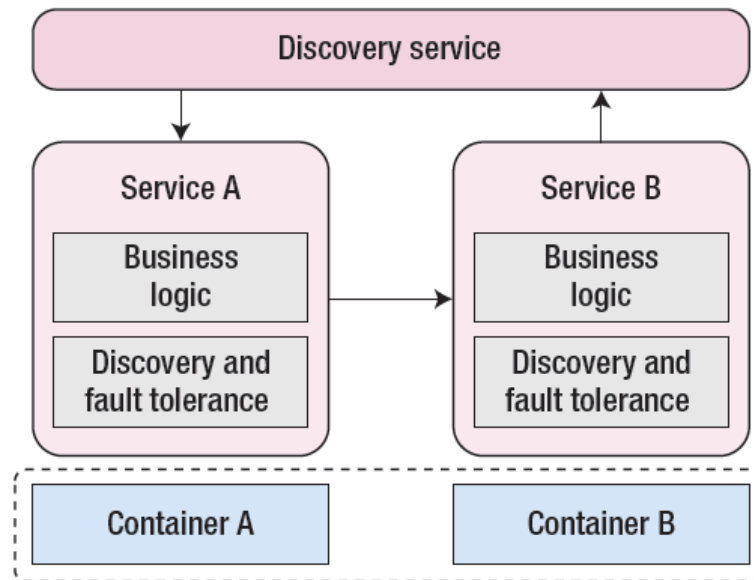 Discovery service
Service A
Business
logic
Discovery and
fault tolerance
Service B
Business
logic
Discovery and
fault tolerance
Container A
Container B